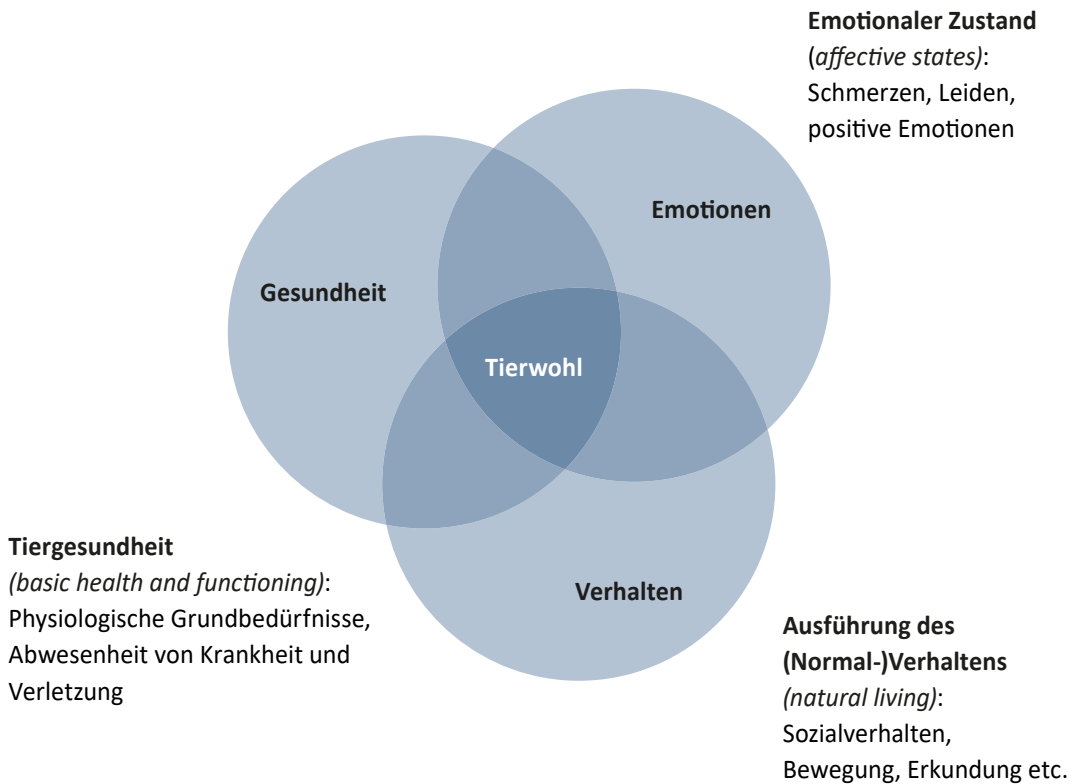 Emotionaler Zustand
(affective states):
Schmerzen, Leiden,
positive Emotionen
Emotionen
Gesundheit
Tierwohl
Tiergesundheit
(basic health and functioning):
Physiologische Grundbedürfnisse,
Abwesenheit von Krankheit und
Verletzung
Verhalten
Ausführung des
(Normal-)Verhaltens
(natural living):
Sozialverhalten,
Bewegung, Erkundung etc.